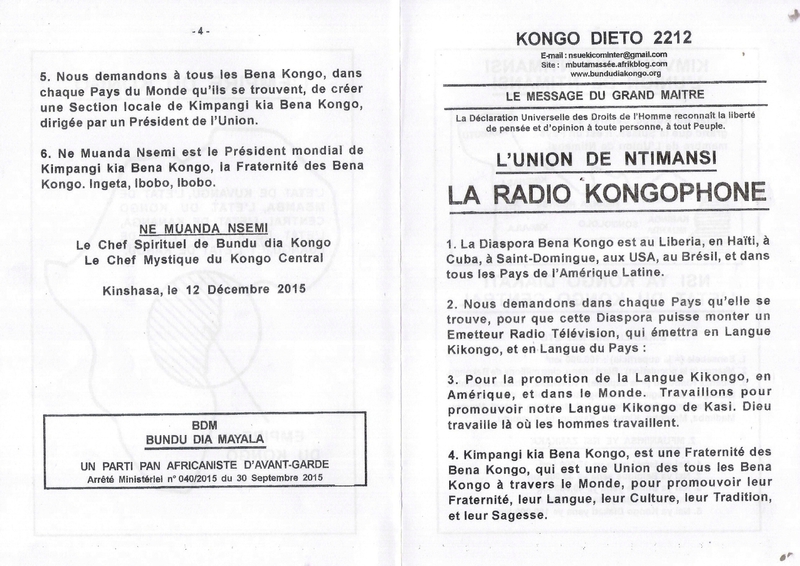 - 4 -
5. Nous demandons à tous les Bena Kongo, dans
chaque Pays du Monde qu'ils se trouvent, de créer
une Section locale de Kimpangi kia Bena Kongo,
dirigée par un Président de l'Union.
6. Ne Muanda Nsemi est le Président mondial de
Kimpangi kia Bena Kongo, la Fraternité des Bena
Kongo. Ingeta, Ibobo, Ibobo.
NE MUANDA NSEMI
Le Chef Spirituel de Bundu dia Kongo
Le Chef Mystique du Kongo Central
Kinshasa, le 12 Décembre 2015
BDM
BUNDU DIA MAYALA
UN PARTI PAN AFRICANISTE D'AVANT-GARDE
Arrêté Ministériel n° 040/2015 du 30 Septembre 2015
KONGO DIETO 2212
E-mail : nsuekicominter@gmail.com
Site : mbutamassée.afrikblog.com
www.bundudiakongo.org
LE MESSAGE DU GRAND MAITRE
La Déclaration Universelle des Droits de l'Homme reconnaît la liberté
de pensée et d'opinion à toute personne, à tout Peuple.
L'UNION DE NTIMANSI
LA RADIO KONGOPHONE
1. La Diaspora Bena Kongo est au Liberia, en Haïti, à
Cuba, à Saint-Domingue, aux USA, au Brésil, et dans
tous les Pays de l'Amérique Latine.
2. Nous demandons dans chaque Pays qu'elle se
trouve, pour que cette Diaspora puisse monter un
Emetteur Radio Télévision, qui émettra en Langue
Kikongo, et en Langue du Pays :
3. Pour la promotion de la Langue Kikongo, en
Amérique, et dans le Monde. Travaillons pour
promouvoir notre Langue Kikongo de Kasi. Dieu
travaille là où les hommes travaillent.
4. Kimpangi kia Bena Kongo, est une Fraternité des
Bena Kongo, qui est une Union des tous les Bena
Kongo à travers le Monde, pour promouvoir leur
Fraternité, leur Langue, leur Culture, leur Tradition,
et leur Sagesse.